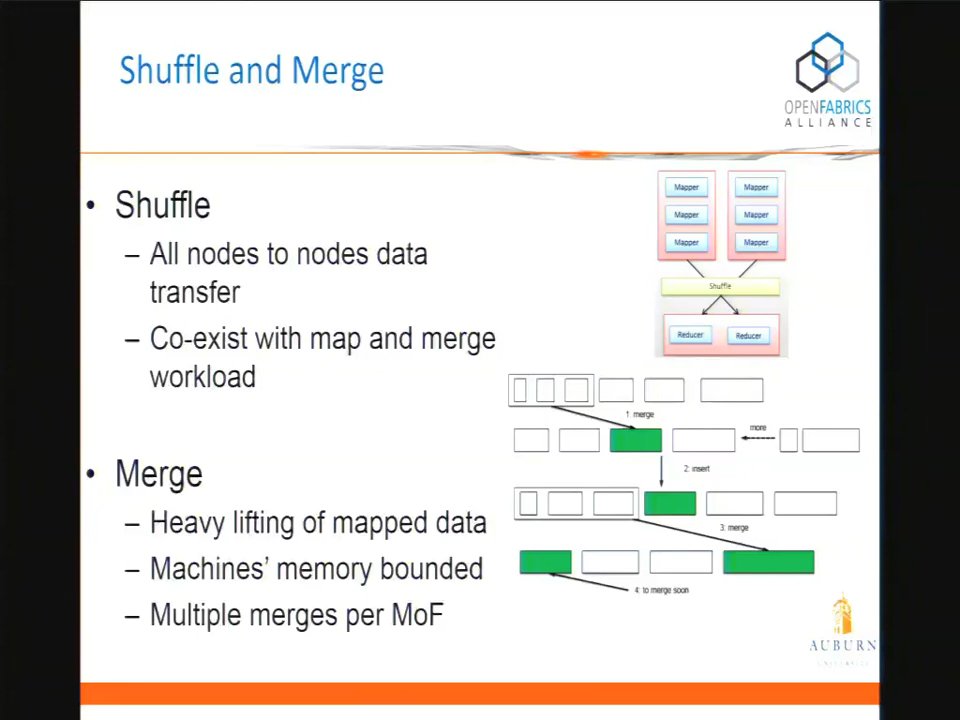 Shuffle and Merge
OPENFABRICS
ALLIANCE
• Shuffle
– All nodes to nodes data
transfer
– Co-exist with map and merge
workload
• Merge
– Heavy lifting of mapped data
– Machines' memory bounded
– Multiple merges per MoF
Mapper Mapper
Mapper Mapper
Mapper Mapper
Shuffle
Reducer Reducer
1: merge
more
2: insert
3: merge
4: to merge soon
AUBURN
UNIVERSITY